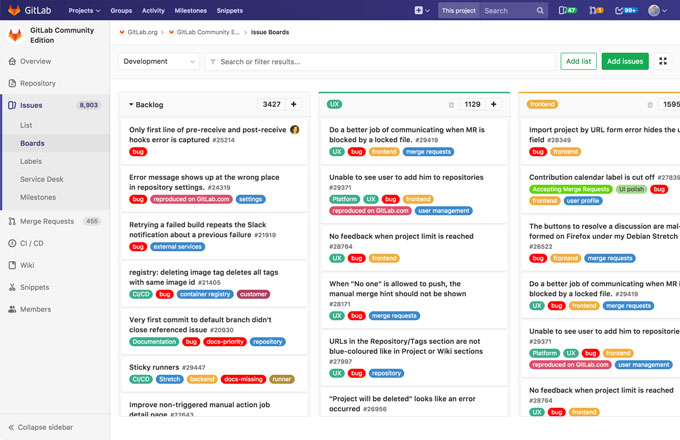 GitLab Projects Groups Activity Milestones Snippets This project Search 47 1 99+
GitLab Community
Edition
Overview
Repository
Issues 8,903
List
Boards
Labels
Service Desk
Milestones
Merge Requests 455
CI / CD
Wiki
Snippets
Members
Collapse sidebar
GitLab.org › GitLab Community E... › Issue Boards
Development Search or filter results... Add list Add issues
Backlog 3427 +
Only first line of pre-receive and post-receive
hooks error is captured #25214
bug
Error message shows up at the wrong place
in repository settings. #24319
bug reproduced on GitLab.com settings
Retrying a failed build repeats the Slack
notification about a previous failure #21919
bug external services
registry: deleting image tag deletes all tags
with same image id #21405
CI/CD bug container registry customer
Very first commit to default branch didn't
close referenced issue #20930
Documentation bug docs-priority repository
Sticky runners #29447
CI/CD Stretch backend docs-missing runner
Improve non-triggered manual action job
detail page #22643
UX 1129 +
Do a better job of communicating when MR is
blocked by a locked file. #29419
UX bug frontend merge requests
Unable to see user to add him to repositories
#29371
Platform UX bug frontend
reproduced on GitLab.com user management
No feedback when project limit is reached
#28764
UX bug frontend
When "No one" is allowed to push, the
manual merge hint should not be shown
#28171
UX bug merge requests
URLs in the Repository/Tags section are not
blue-coloured like in Project or Wiki sections
#27997
UX bug repository
"Project will be deleted" looks like an error
occurred #26956
frontend 1595
Import project by URL form error hides the u
field #28349
bug frontend
Contribution calendar label is cut off #27839
Accepting Merge Requests UI polish bug
frontend user profile
The buttons to resolve a discussion are mal-
formed on Firefox under my Debian Stretch
#26522
bug frontend merge requests
Do a better job of communicating when MR i
blocked by a locked file. #29419
UX bug frontend merge requests
Unable to see user to add him to repositorie
#29371
Platform UX bug frontend
reproduced on GitLab.com user management
No feedback when project limit is reached
#28764
UX bug frontend